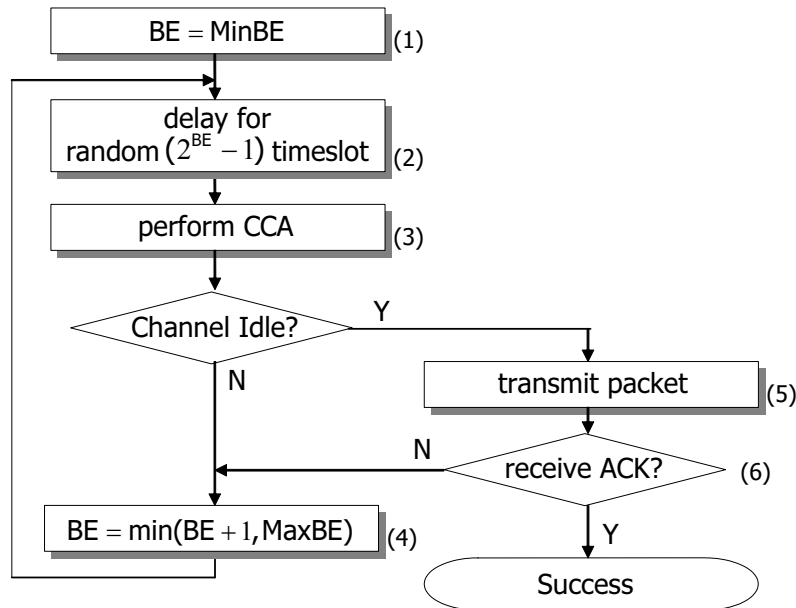 BE = MinBE
(1)
delay for
random (2^BE − 1) timeslot
(2)
perform CCA
(3)
Channel Idle?
Y
N
transmit packet
(5)
N
receive ACK?
(6)
BE = min(BE + 1, MaxBE)
(4)
Y
Success